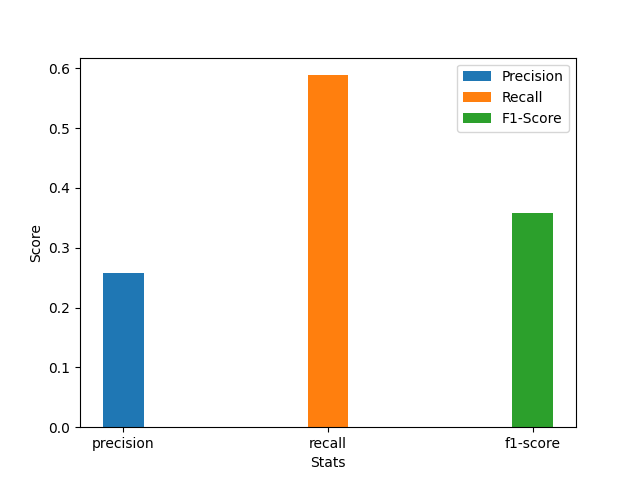 0.6
0.5
0.4
0.3
0.2
0.1
0.0
Score
Precision
Recall
F1-Score
precision recall f1-score
Stats